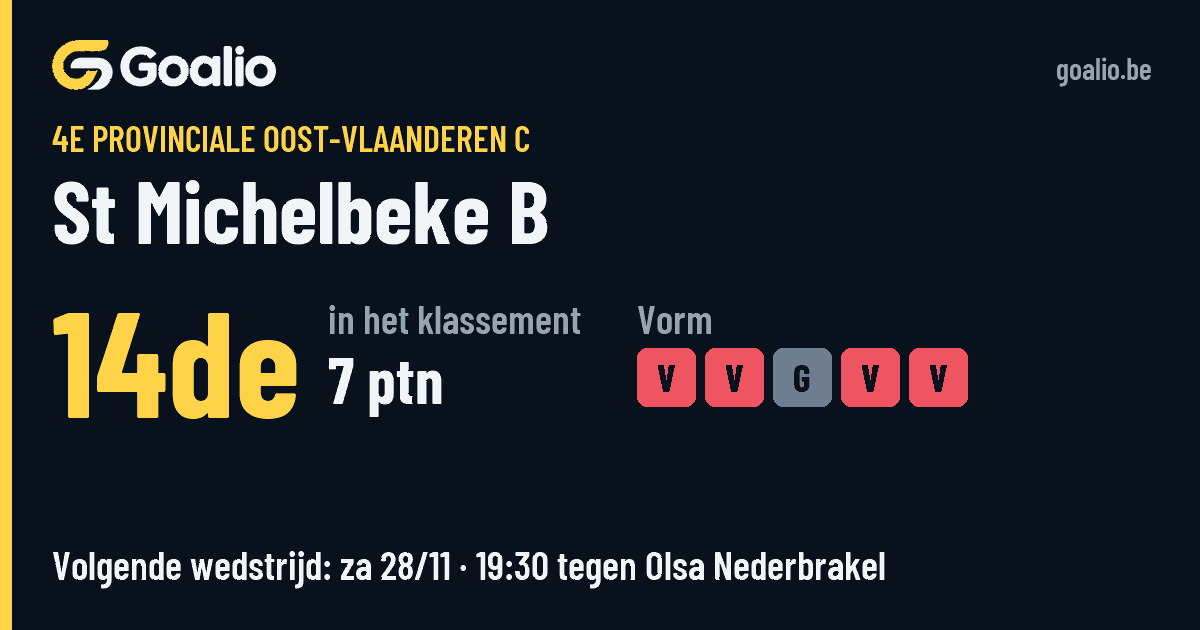 Goalio
goalio.be
4E PROVINCIALE OOST-VLAANDEREN C
St Michelbeke B
14de
in het klassement
7 ptn
Vorm
V V G V V
Volgende wedstrijd: za 28/11 · 19:30 tegen Olsa Nederbrakel